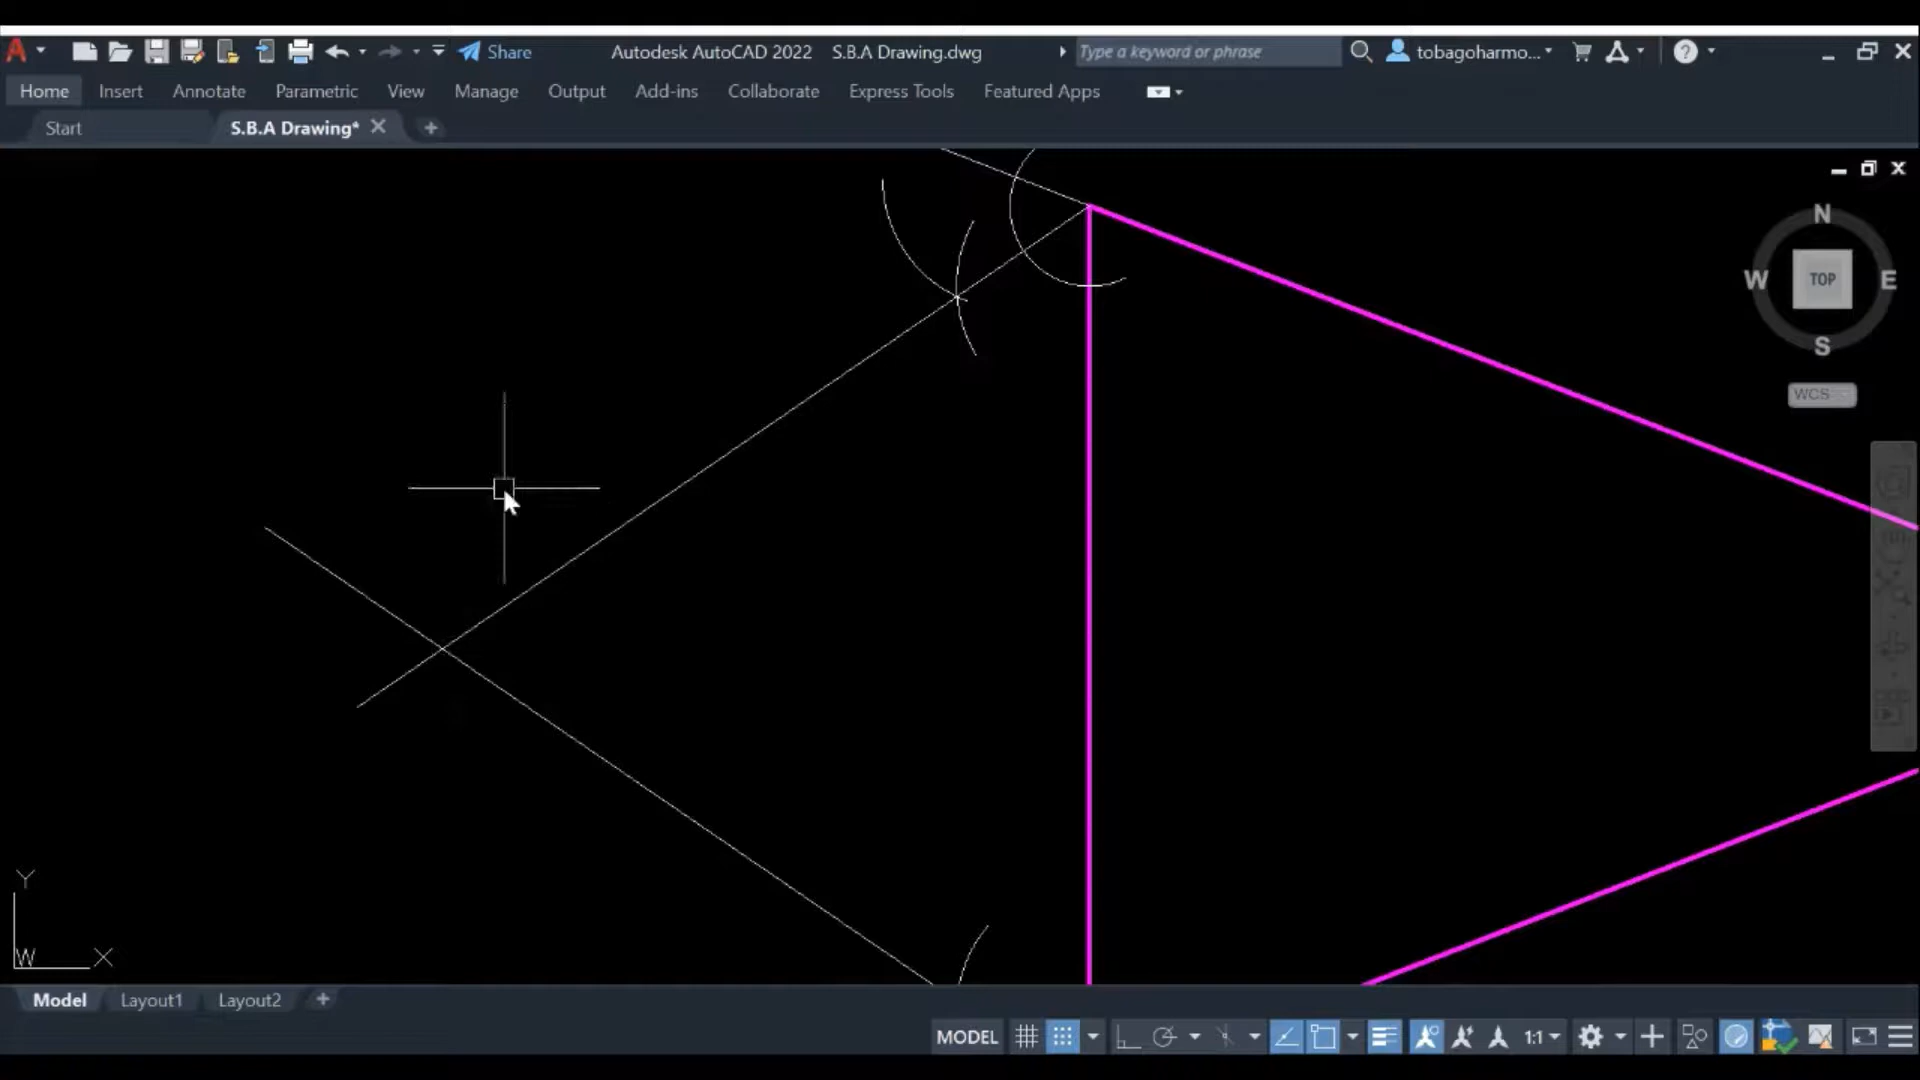 Share Autodesk AutoCAD 2022 S.B.A Drawing.dwg Type a keyword or phrase tobagoharmo...
Home Insert Annotate Parametric View Manage Output Add-ins Collaborate Express Tools Featured Apps
Start S.B.A Drawing*
N
W TOP E
S
WCS
Y
W X
Model Layout1 Layout2
MODEL 1:1